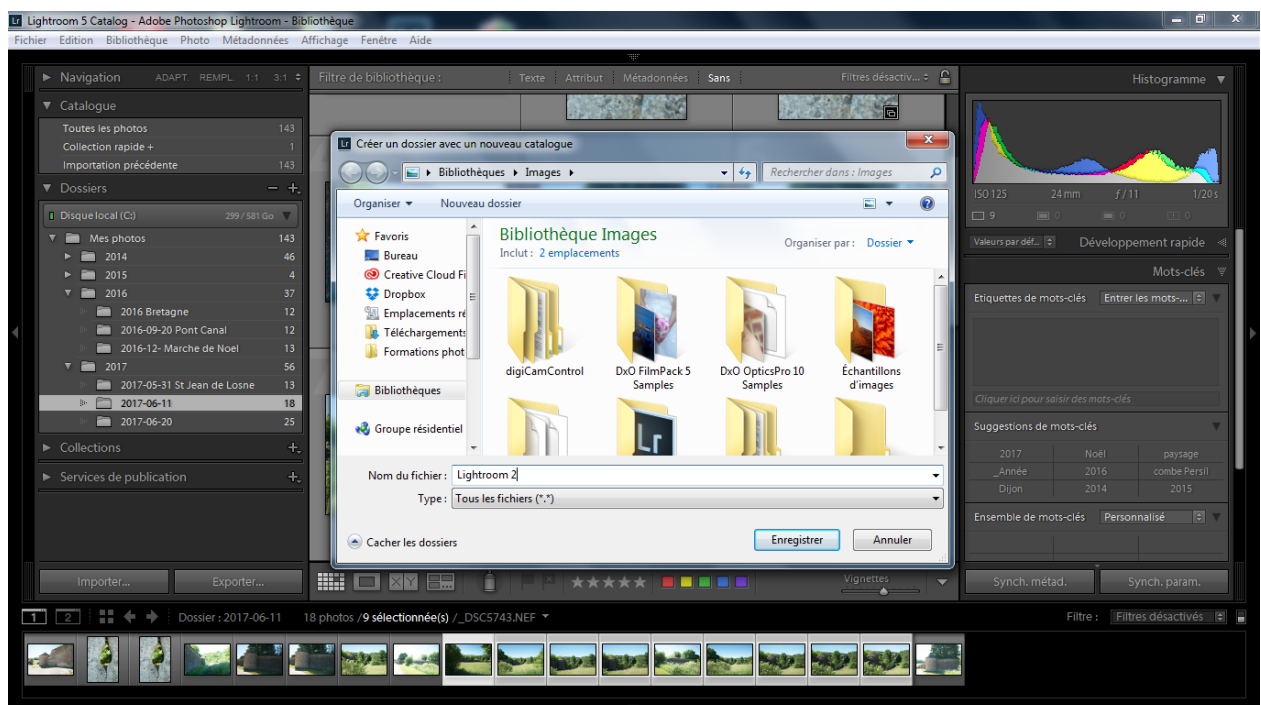 Lightroom 5 Catalog - Adobe Photoshop Lightroom - Bibliothèque
Fichier Edition Bibliothèque Photo Métadonnées Affichage Fenêtre Aide
Navigation ADAPT. REMPL. 1:1 3:1
Catalogue
Toutes les photos 143
Collection rapide + 1
Importation précédente 143
Dossiers
Disque local (C:) 299 / 581 Go
Mes photos 143
2014 46
2015 4
2016 37
2016 Bretagne 12
2016-09-20 Pont Canal 12
2016-12- Marche de Noel 13
2017 56
2017-05-31 St Jean de Losne 13
2017-06-11 18
2017-06-20 25
Collections
Services de publication
Importer... Exporter...
Filtre de bibliothèque : Texte Attribut Métadonnées Sans Filtres désactiv...
Créer un dossier avec un nouveau catalogue
Bibliothèques Images
Rechercher dans : Images
Organiser Nouveau dossier
Favoris
Bureau
Creative Cloud Fi
Dropbox
Emplacements ré
Téléchargements
Formations phot
Bibliothèques
Groupe résidentiel
Bibliothèque Images
Inclut : 2 emplacements
Organiser par : Dossier
digiCamControl
DxO FilmPack 5 Samples
DxO OpticsPro 10 Samples
Échantillons d'images
Lr
Nom du fichier : Lightroom 2
Type : Tous les fichiers (*.*)
Cacher les dossiers
Enregistrer Annuler
Vignettes
Histogramme
ISO 125 24 mm ƒ / 11 1/20 s
9 0 0 0
Valeurs par déf... Développement rapide
Mots-clés
Etiquettes de mots-clés Entrer les mots-...
Cliquer ici pour saisir des mots-clés
Suggestions de mots-clés
2017 Noël paysage
_Année 2016 combe Persil
Dijon 2014 2015
Ensemble de mots-clés Personnalisé
Synch. métad. Synch. param.
1 2 Dossier : 2017-06-11 18 photos / 9 sélectionnée(s) / _DSC5743.NEF
Filtre : Filtres désactivés